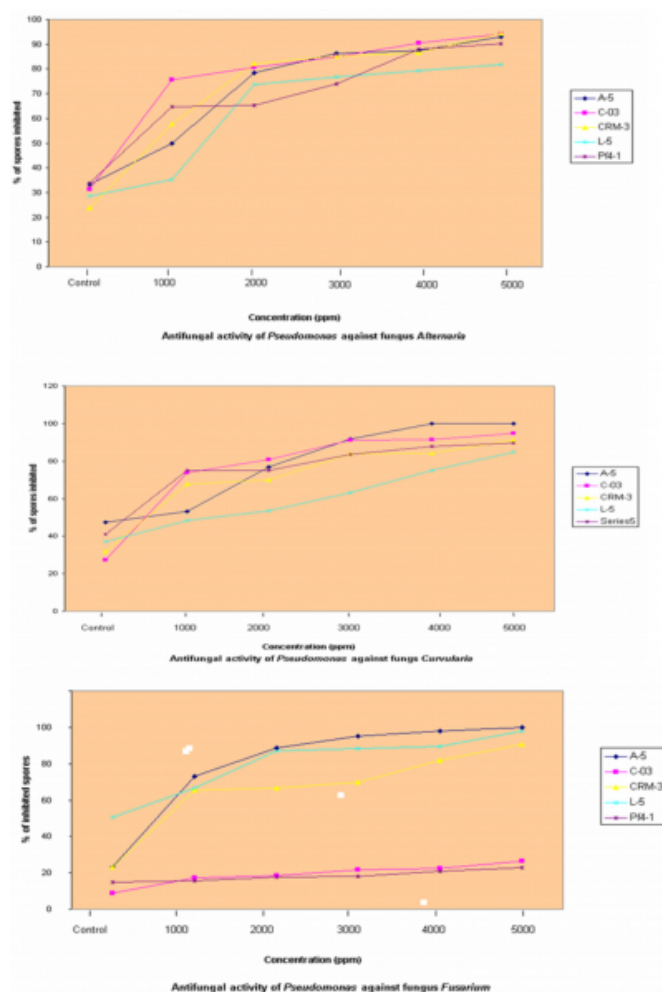 % of spores inhibited
100
90
80
70
60
50
40
30
20
10
0
Control 1000 2000 3000 4000 5000
Concentration (ppm)
A-5
C-03
CRM-3
L-5
Pf4-1
Antifungal activity of Pseudomonas against fungus Alternaria
% of spores inhibited
120
100
80
60
40
20
0
Control 1000 2000 3000 4000 5000
Concentration (ppm)
A-5
C-03
CRM-3
L-5
Series5
Antifungal activity of Pseudomonas against fungs Curvularia
% of inhibited spores
100
80
60
40
20
0
Control 1000 2000 3000 4000 5000
Concentration (ppm)
A-5
C-03
CRM-3
L-5
Pf4-1
Antifungal activity of Pseudomonas against fungus Fusarium